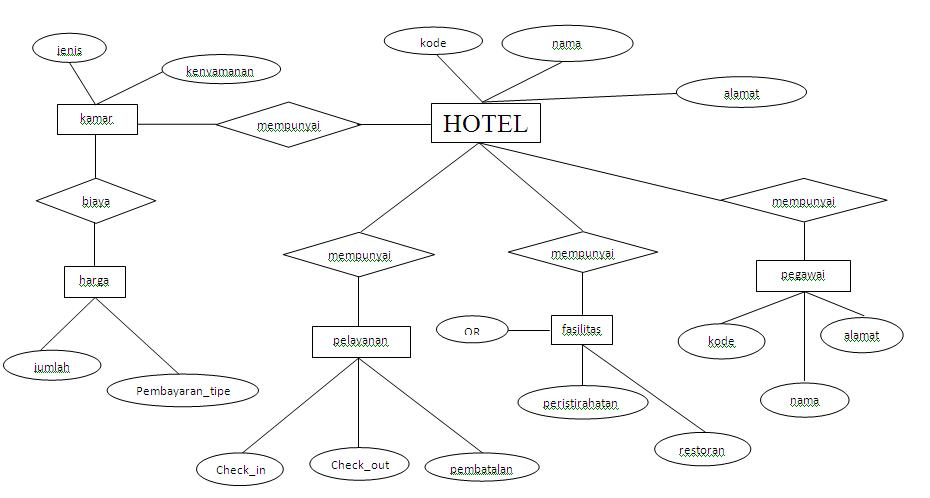 kode
nama
jenis
kenyamanan
alamat
kamar
mempunyai
HOTEL
biaya
mempunyai
mempunyai
mempunyai
harga
pegawai
pelayanan
OR
fasilitas
kode
alamat
jumlah
Pembayaran_tipe
peristirahatan
nama
Check_in
Check_out
pembatalan
restoran